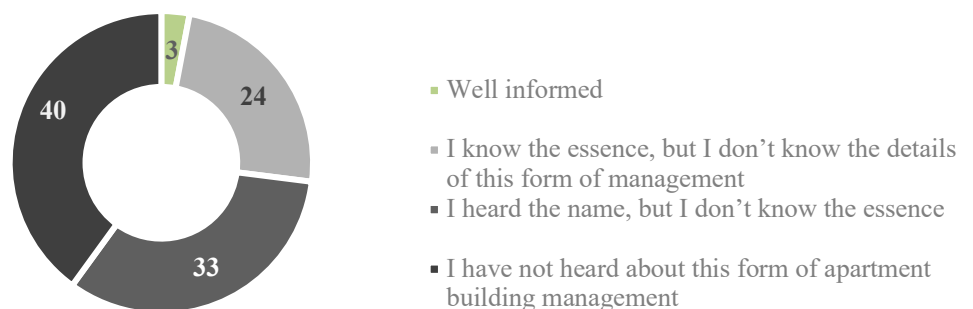 3
24
40
33
Well informed
I know the essence, but I don’t know the details
of this form of management
I heard the name, but I don’t know the essence
I have not heard about this form of apartment
building management